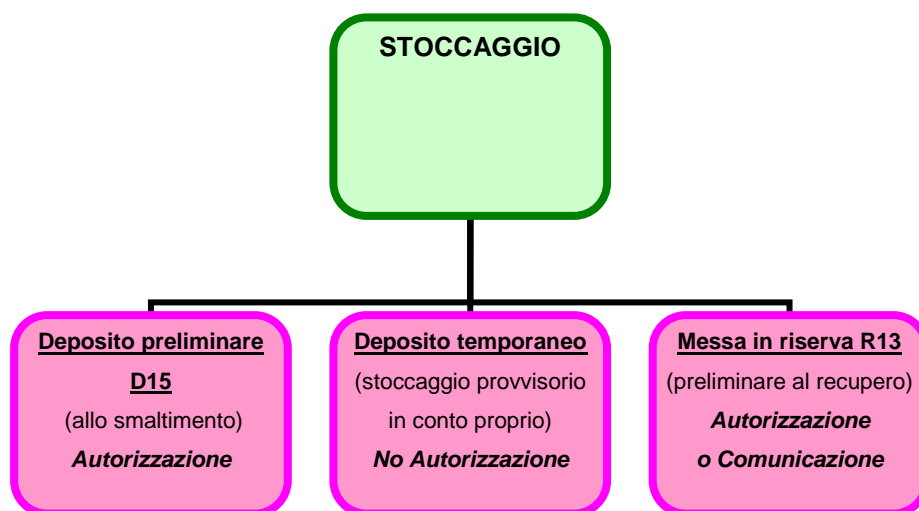 STOCCAGGIO
Deposito preliminare
D15
(allo smaltimento)
Autorizzazione
Deposito temporaneo
(stoccaggio provvisorio
in conto proprio)
No Autorizzazione
Messa in riserva R13
(preliminare al recupero)
Autorizzazione
o Comunicazione